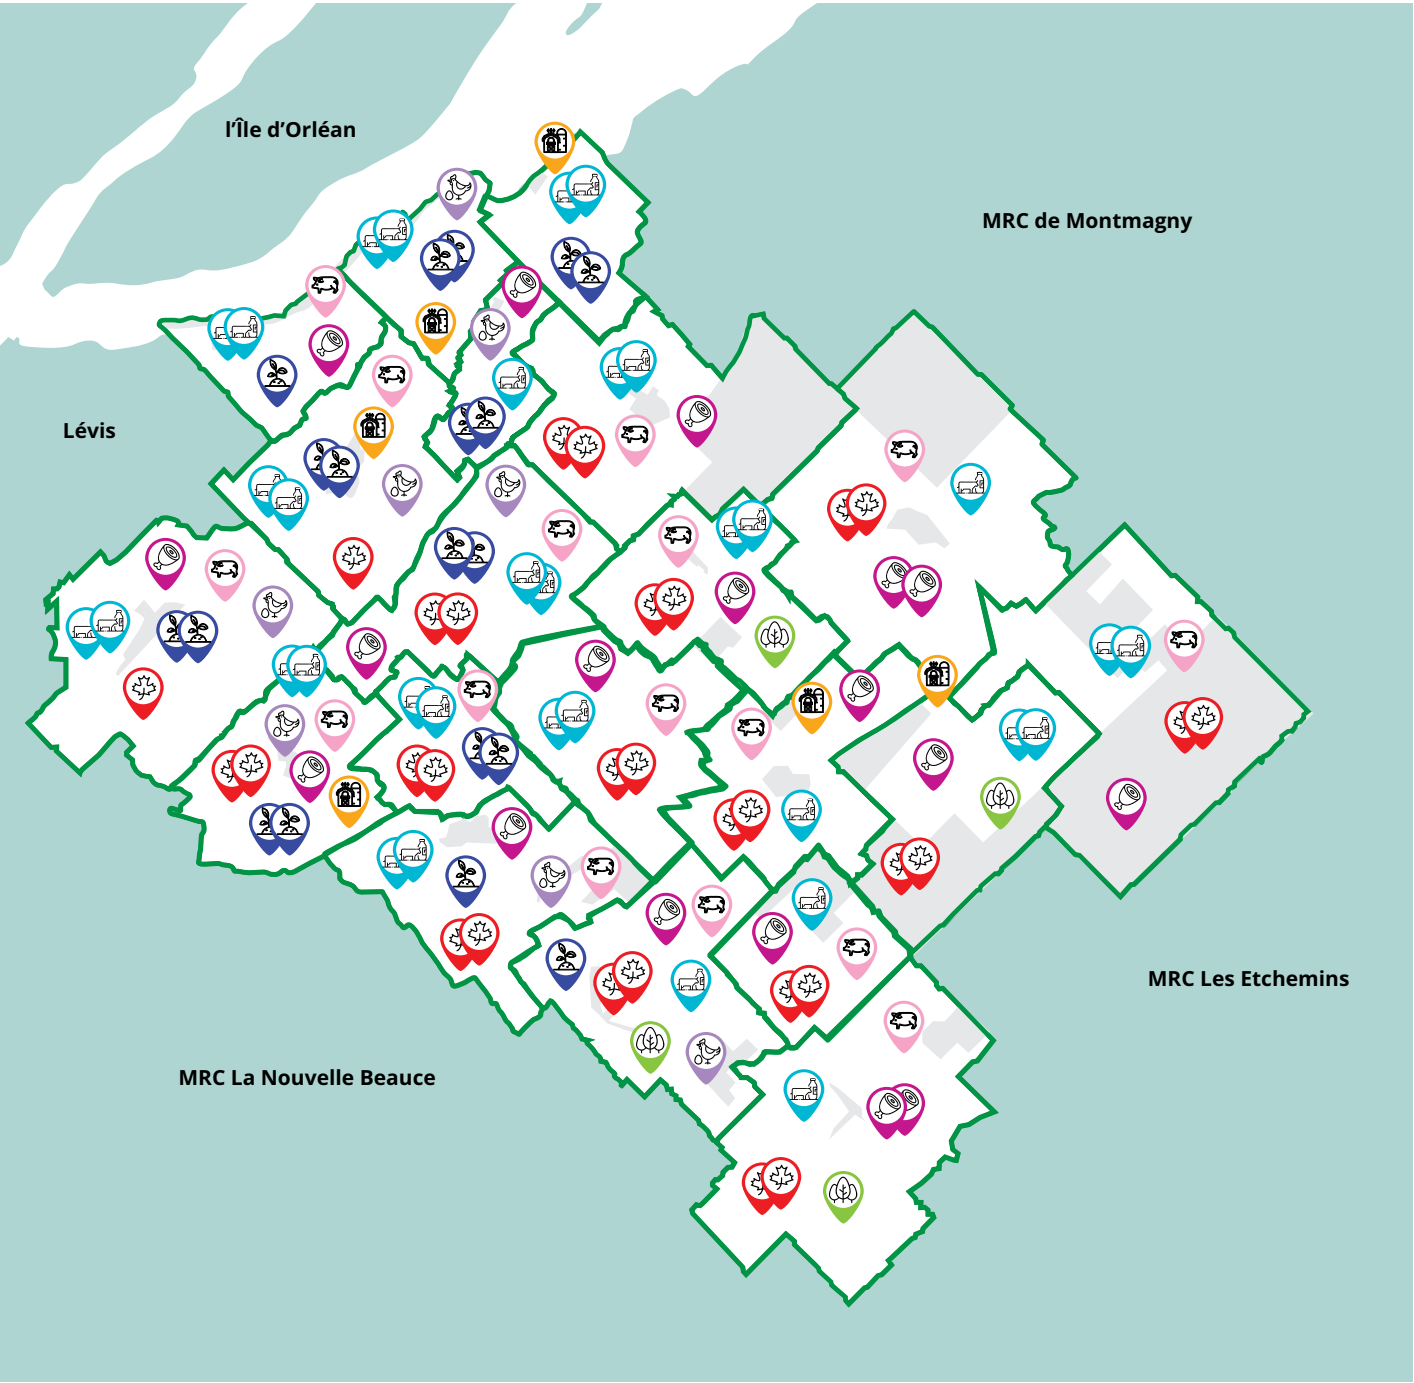 l’Île d’Orléan
MRC de Montmagny
Lévis
MRC Les Etchemins
MRC La Nouvelle Beauce